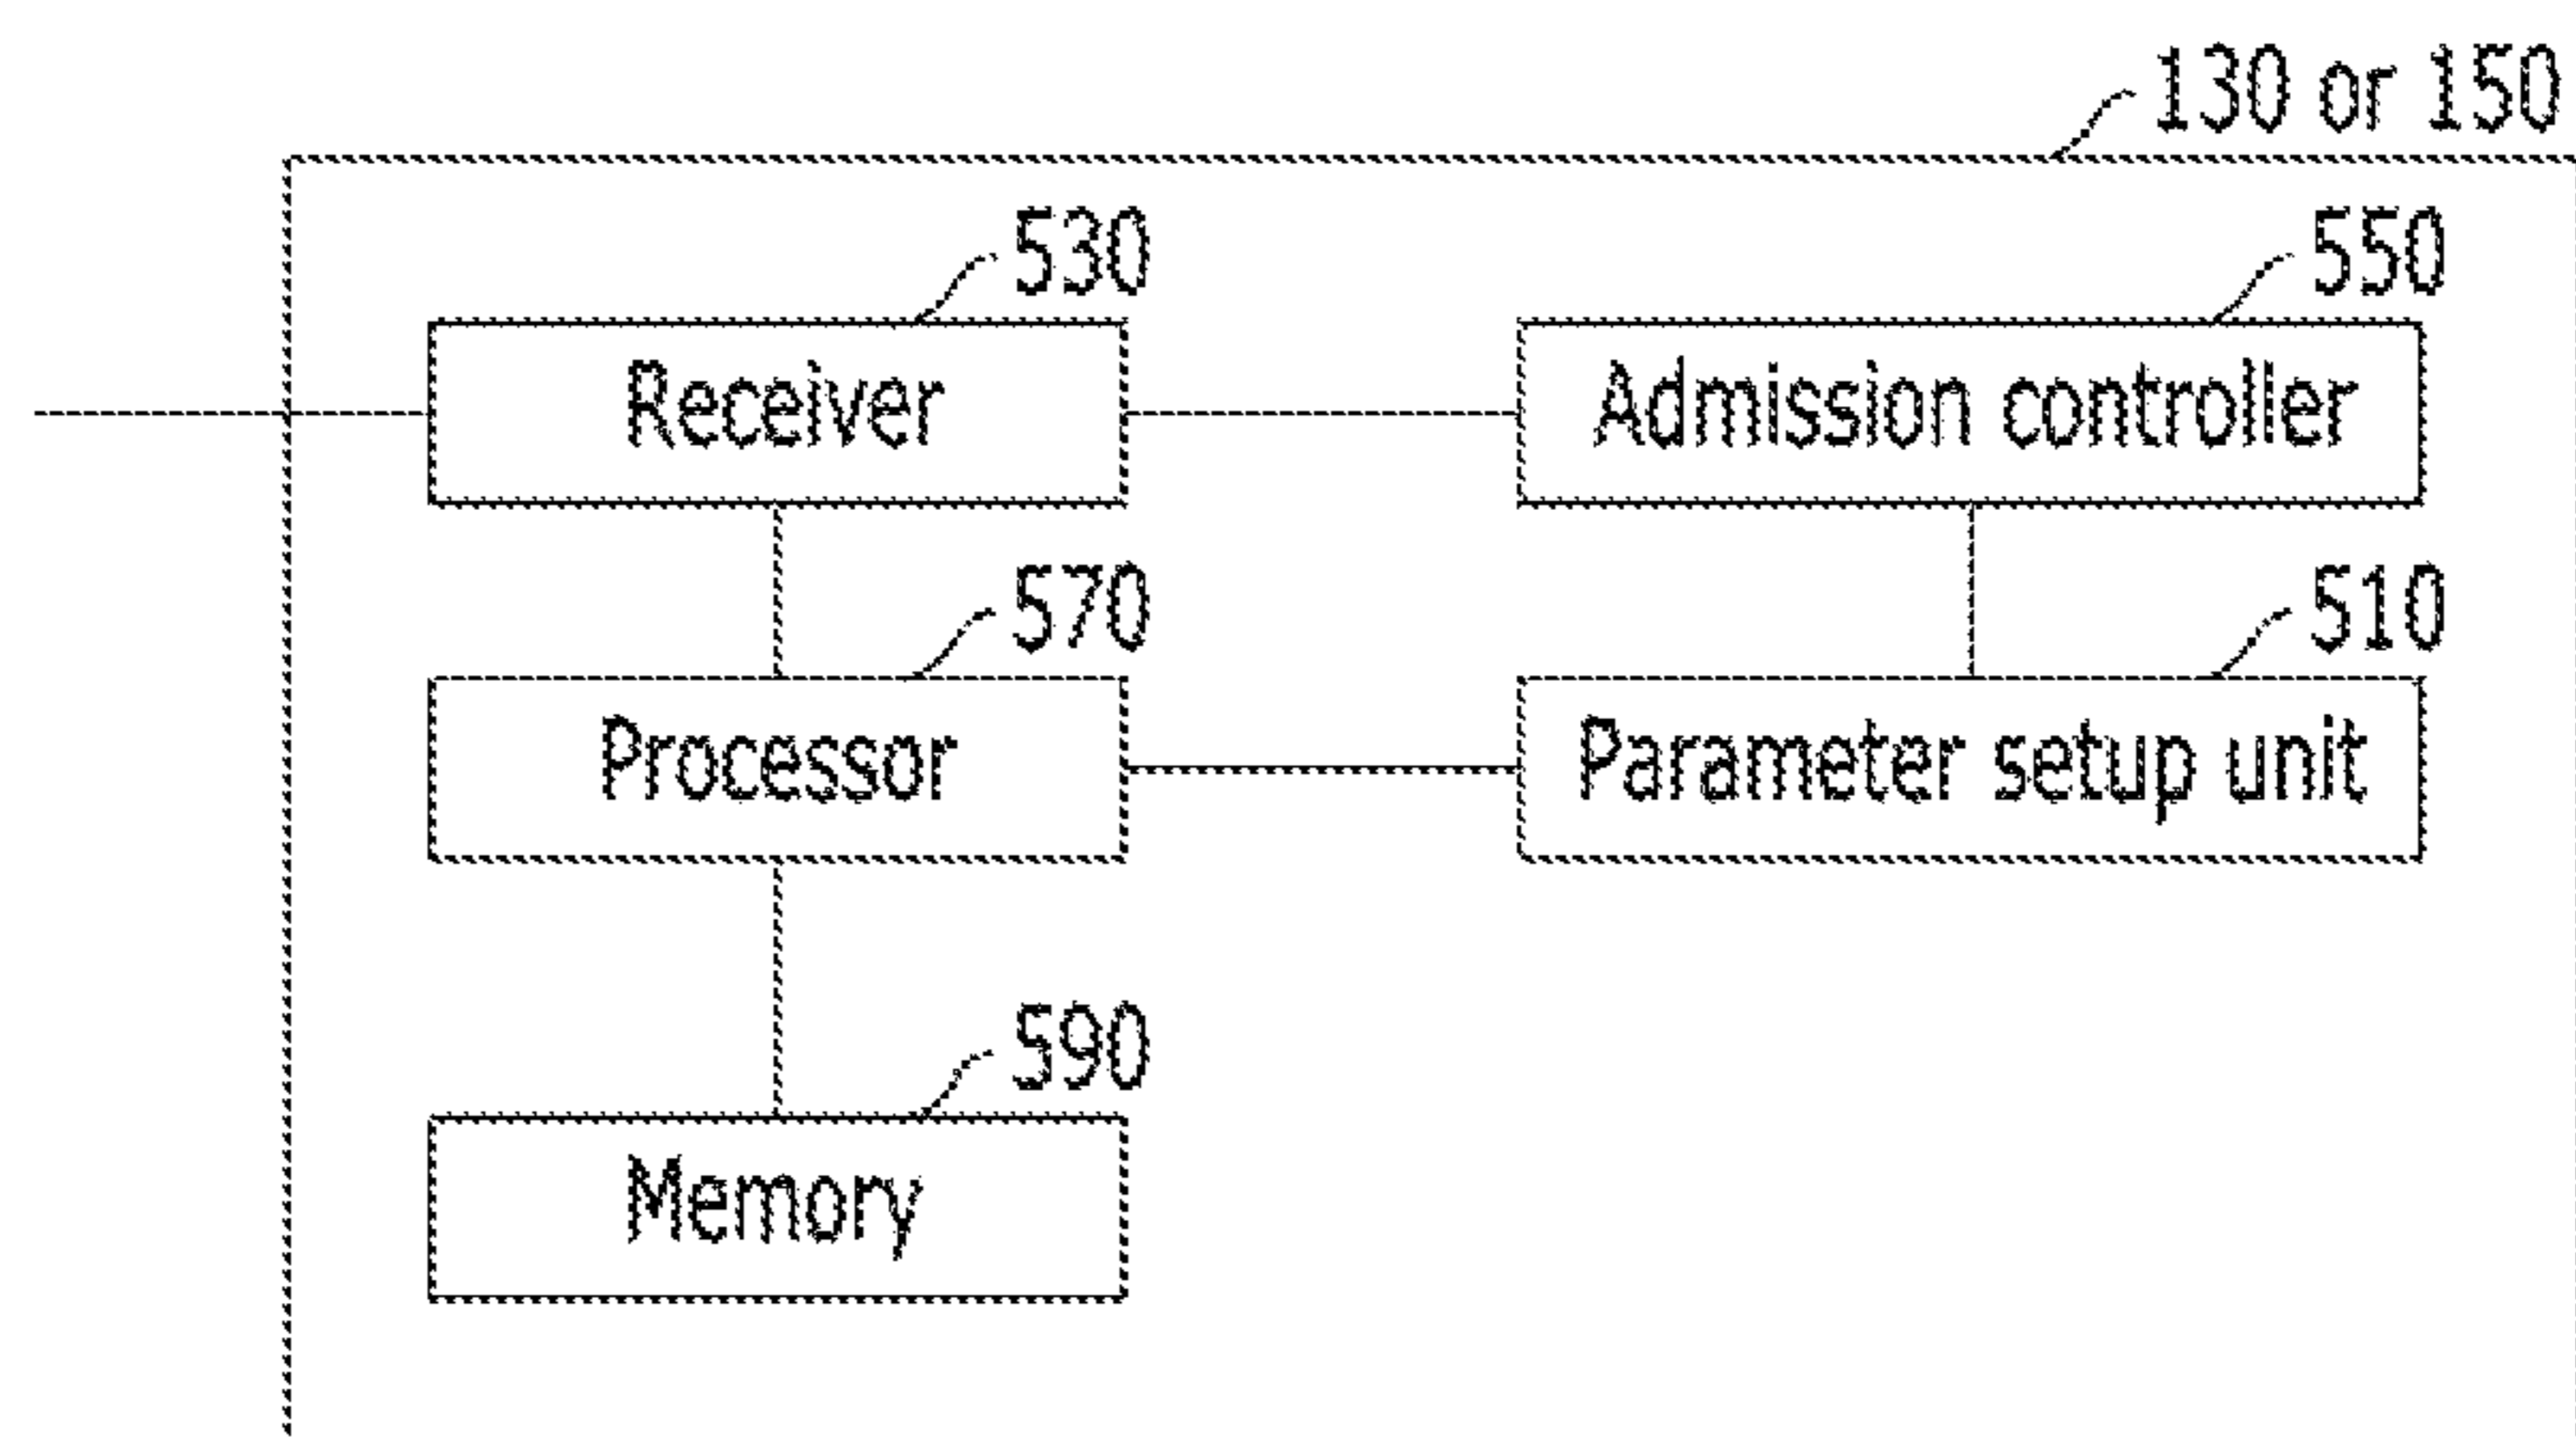 130 or 150
530
550
Receiver
Admission controller
570
510
Processor
Parameter setup unit
590
Memory